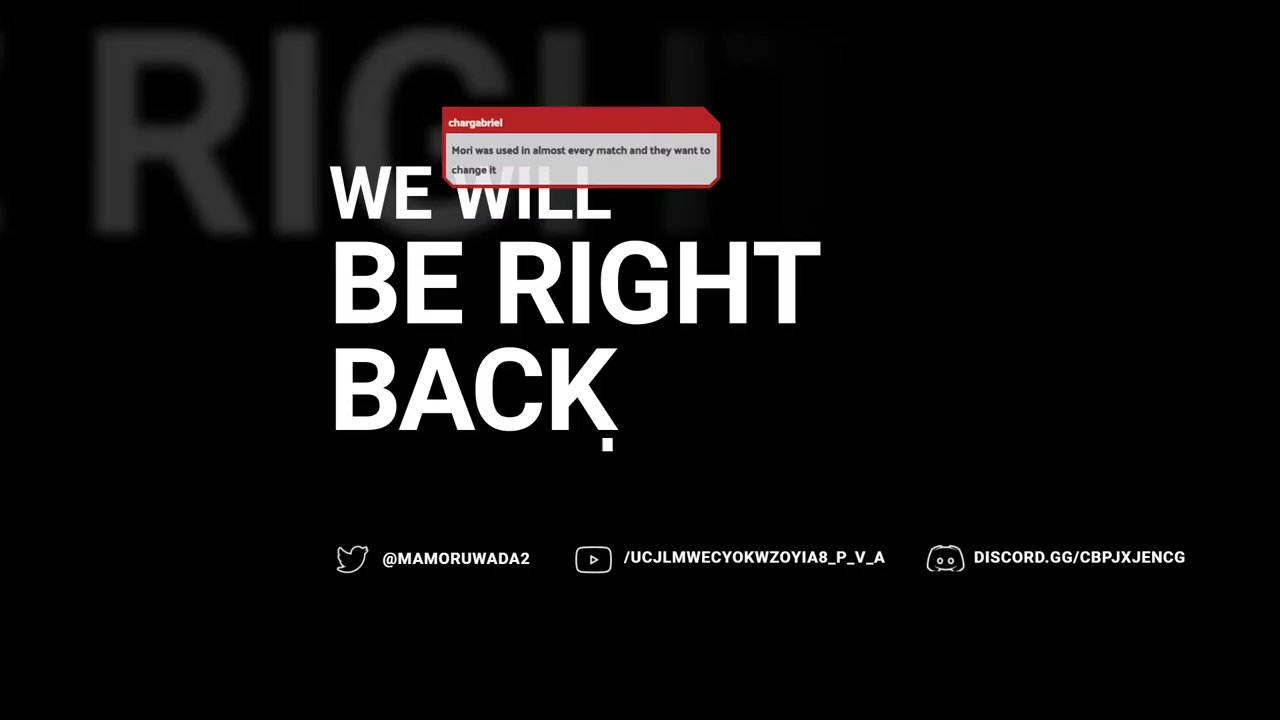 chargabriel
Mori was used in almost every match and they want to
change it
WE WILL
BE RIGHT
BACK.
@MAMORUWADA2
/UCJLMWECYOKWZOYIA8_P_V_A
DISCORD.GG/CBPJXJENCG